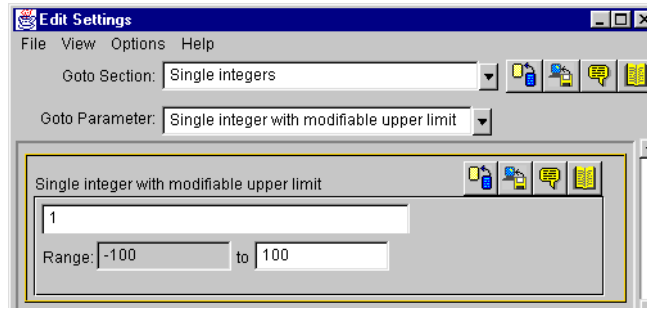 Edit Settings
File View Options Help
Goto Section: Single integers
Goto Parameter: Single integer with modifiable upper limit
Single integer with modifiable upper limit
1
Range: -100 to 100